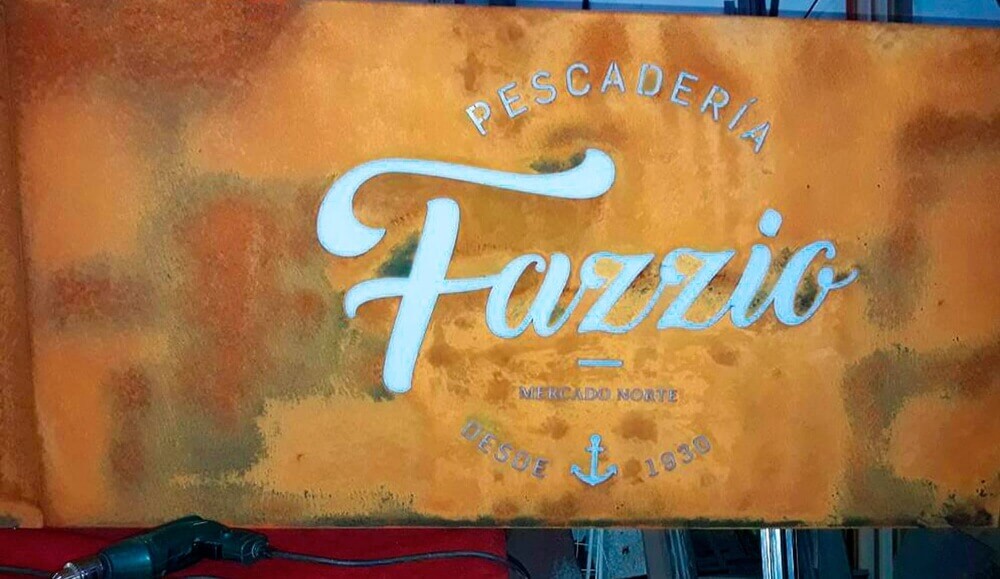 PESCADERÍA
Fazzio
MERCADO NORTE
DESDE 1930